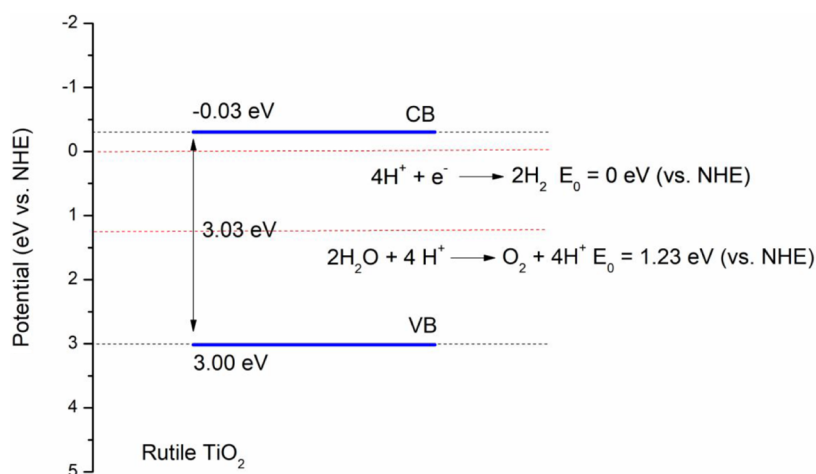 -2
-1
0
1
2
3
4
5
Potential (eV vs. NHE)
-0.03 eV
CB
4H⁺ + e⁻ ⟶ 2H₂ E₀ = 0 eV (vs. NHE)
3.03 eV
2H₂O + 4 H⁺ ⟶ O₂ + 4H⁺ E₀ = 1.23 eV (vs. NHE)
VB
3.00 eV
Rutile TiO₂